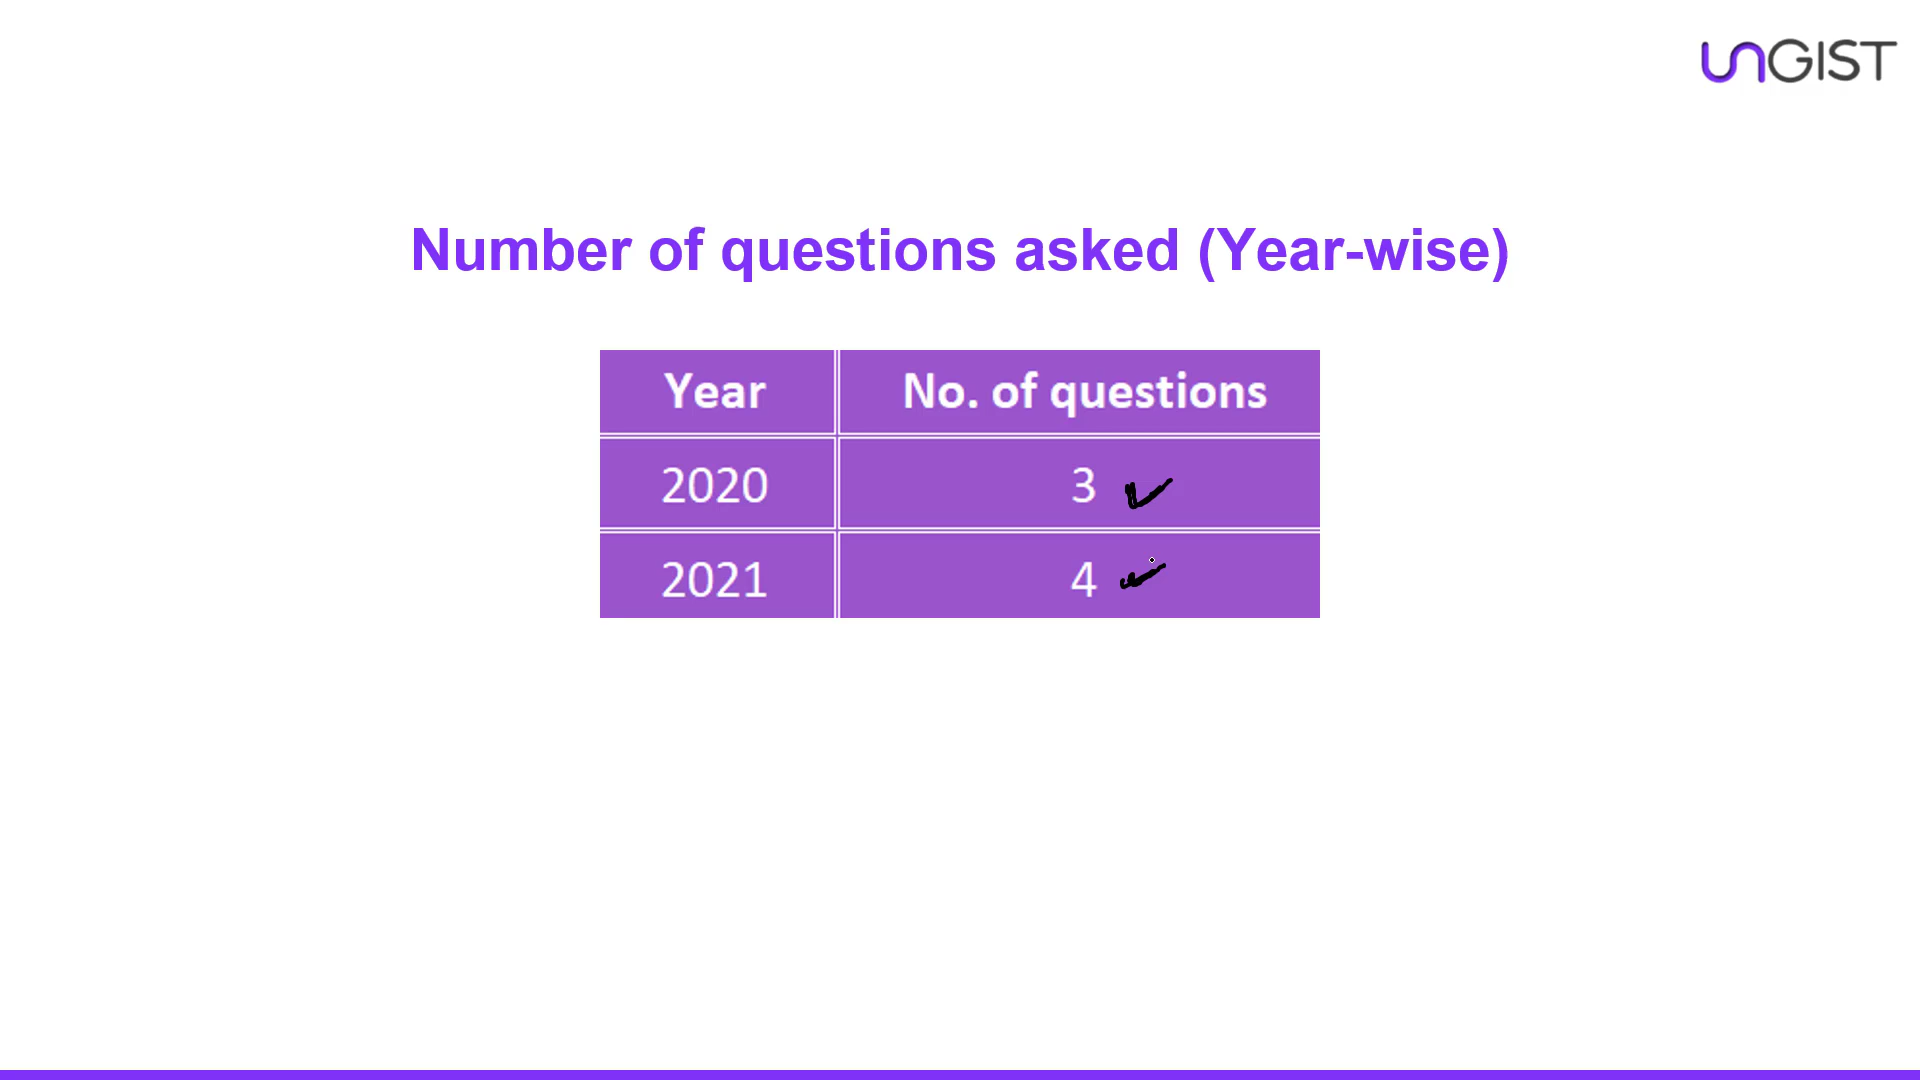 UNGIST
Number of questions asked (Year-wise)
Year No. of questions
2020 3
2021 4